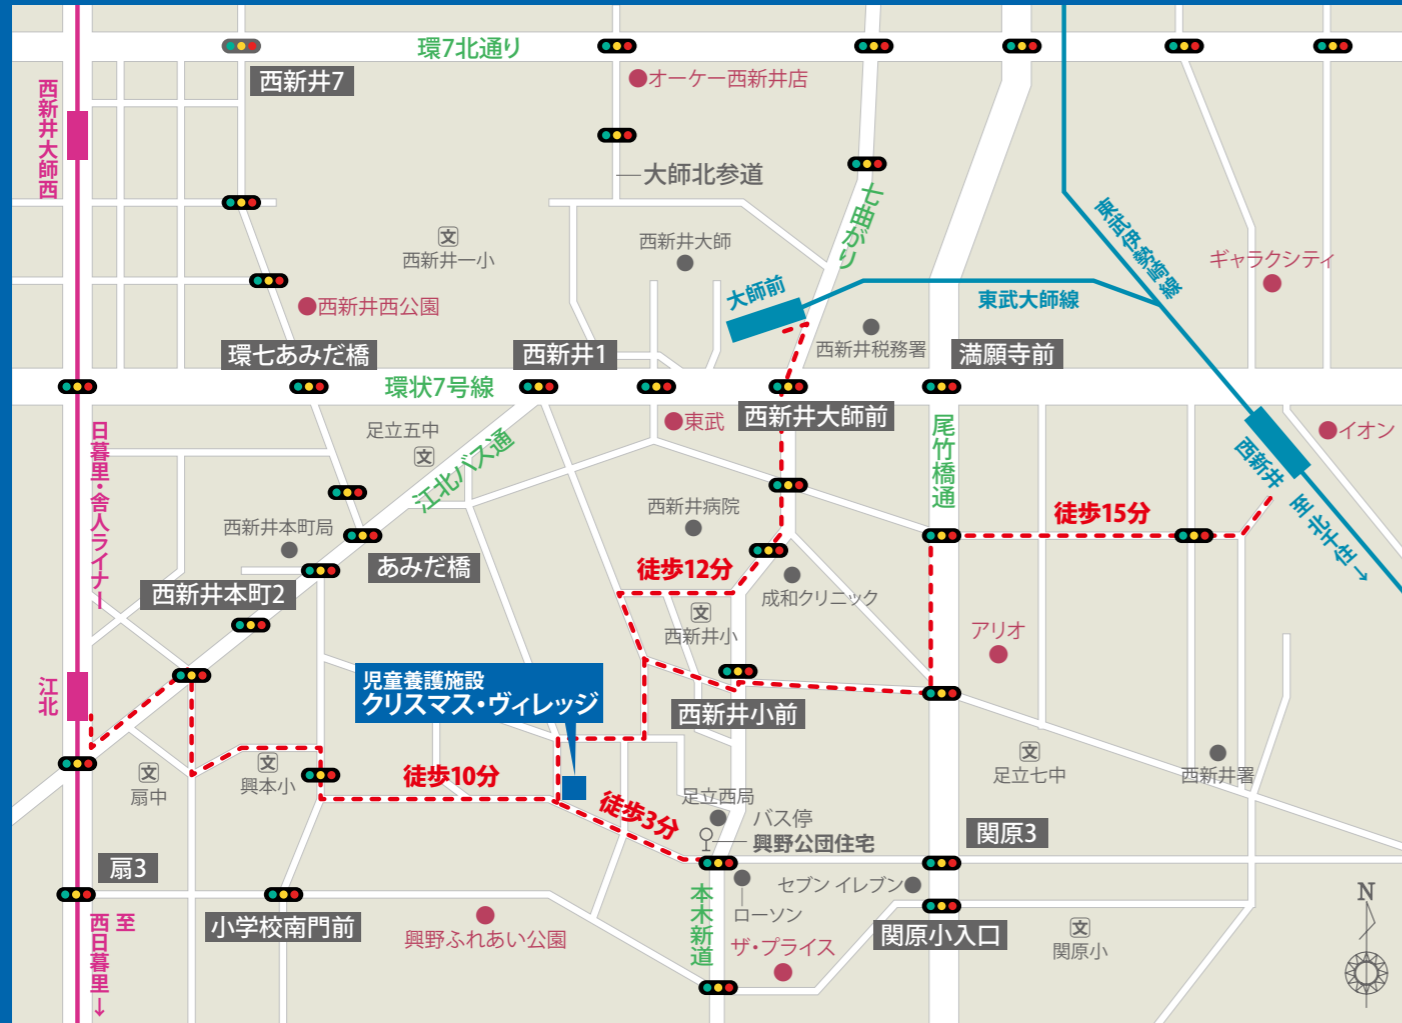 環7北通り
西新井7
オーケー西新井店
西新井大師西
大師北参道
七曲がり
東武伊勢崎線
文
西新井一小
西新井大師
ギャラクシティ
大師前
東武大師線
西新井西公園
西新井税務署
環七あみだ橋
西新井1
満願寺前
環状7号線
東武
西新井大師前
イオン
足立五中
文
江北バス通
尾竹橋通
西新井
日暮里・舎人ライナー
西新井病院
徒歩15分
至北千住→
西新井本町局
あみだ橋
徒歩12分
西新井本町2
成和クリニック
文
西新井小
アリオ
江北
児童養護施設
クリスマス・ヴィレッジ
西新井小前
文
扇中
文
興本小
徒歩10分
文
足立七中
西新井署
徒歩3分
足立西局
バス停
興野公団住宅
関原3
扇3
セブン イレブン
ローソン
本木新道
至
西日暮里→
小学校南門前
興野ふれあい公園
ザ・プライス
関原小入口
文
関原小
N